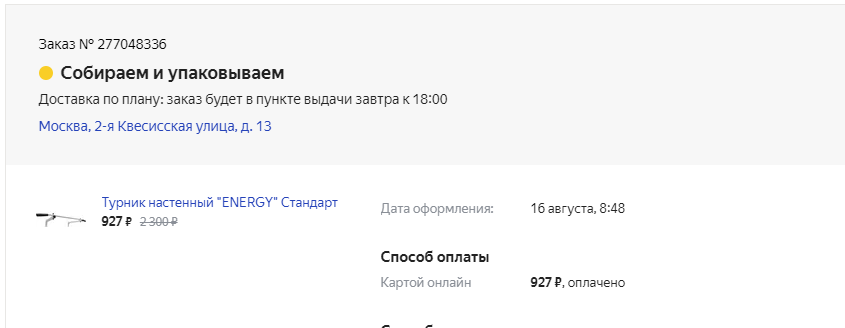 Заказ № 277048336
Собираем и упаковываем
Доставка по плану: заказ будет в пункте выдачи завтра к 18:00
Москва, 2-я Квесисская улица, д. 13
Турник настенный "ENERGY" Стандарт
927 ₽ 2 300 ₽
Дата оформления: 16 августа, 8:48
Способ оплаты
Картой онлайн 927 ₽, оплачено